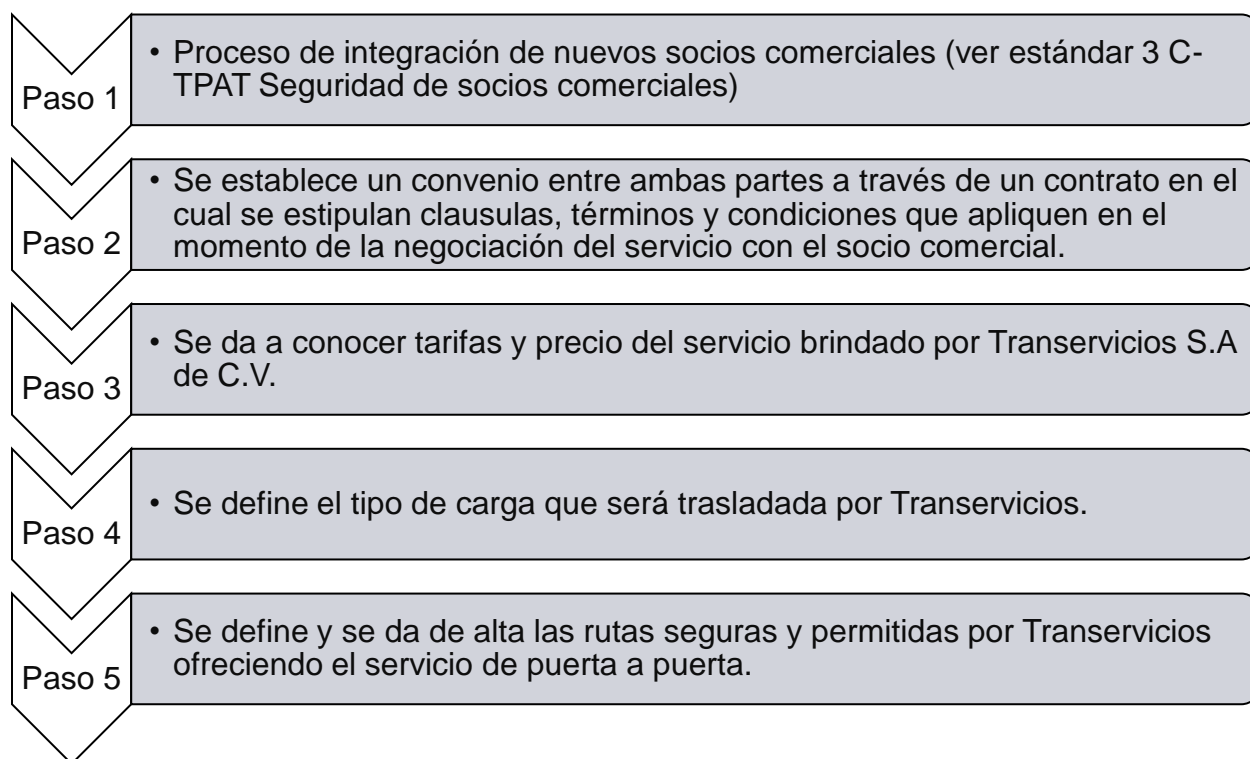 Paso 1
• Proceso de integración de nuevos socios comerciales (ver estándar 3 C-
TPAT Seguridad de socios comerciales)
Paso 2
• Se establece un convenio entre ambas partes a través de un contrato en el
cual se estipulan clausulas, términos y condiciones que apliquen en el
momento de la negociación del servicio con el socio comercial.
Paso 3
• Se da a conocer tarifas y precio del servicio brindado por Transervicios S.A
de C.V.
Paso 4
• Se define el tipo de carga que será trasladada por Transervicios.
Paso 5
• Se define y se da de alta las rutas seguras y permitidas por Transervicios
ofreciendo el servicio de puerta a puerta.